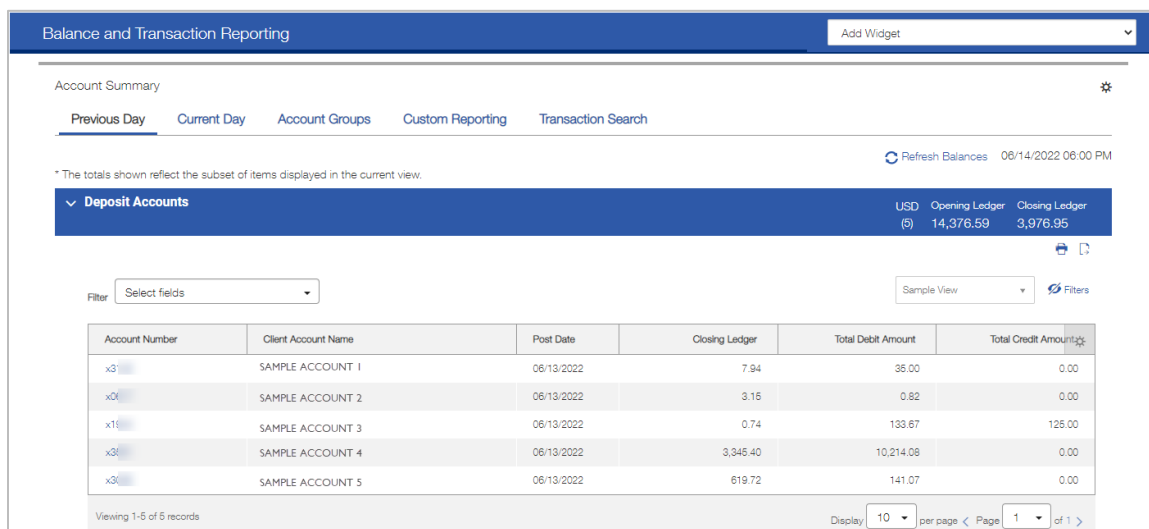 Balance and Transaction Reporting Add Widget
Account Summary
Previous Day Current Day Account Groups Custom Reporting Transaction Search
Refresh Balances 06/14/2022 06:00 PM
* The totals shown reflect the subset of items displayed in the current view.
Deposit Accounts USD Opening Ledger Closing Ledger
(5) 14,376.59 3,976.95
Filter Select fields Sample View Filters
Account Number Client Account Name Post Date Closing Ledger Total Debit Amount Total Credit Amount
SAMPLE ACCOUNT 1 06/13/2022 7.94 35.00 0.00
SAMPLE ACCOUNT 2 06/13/2022 3.15 0.82 0.00
SAMPLE ACCOUNT 3 06/13/2022 0.74 133.67 125.00
SAMPLE ACCOUNT 4 06/13/2022 3,345.40 10,214.08 0.00
SAMPLE ACCOUNT 5 06/13/2022 619.72 141.07 0.00
Viewing 1-5 of 5 records Display 10 per page < Page 1 of 1 >